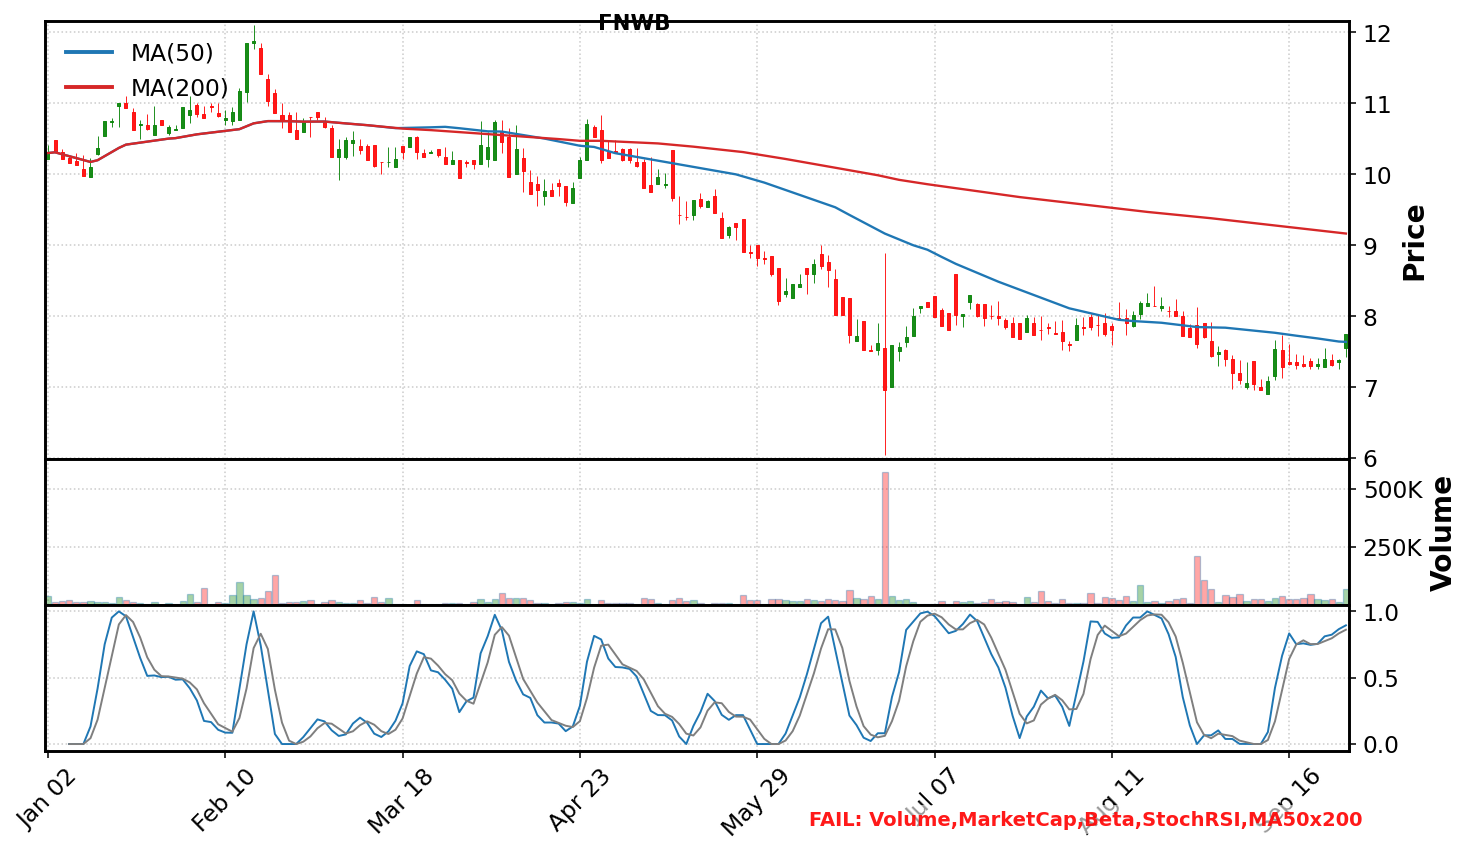 FNWB
MA(50)
MA(200)
12
11
10
9
8
7
6
Price
500K
250K
Volume
1.0
0.5
0.0
Jan 02
Feb 10
Mar 18
Apr 23
May 29
Jul 07
Aug 11
Sep 16
FAIL: Volume,MarketCap,Beta,StochRSI,MA50x200